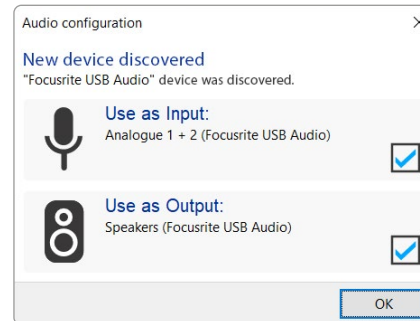 Audio configuration
New device discovered
"Focusrite USB Audio" device was discovered.
Use as Input:
Analogue 1 + 2 (Focusrite USB Audio)
Use as Output:
Speakers (Focusrite USB Audio)
OK